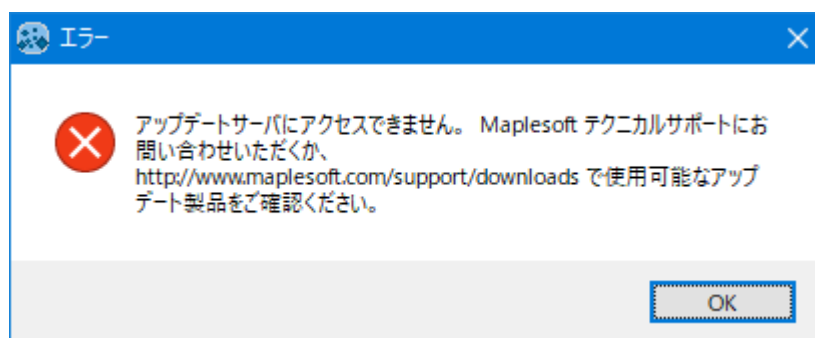 エラー
アップデートサーバにアクセスできません。 Maplesoft テクニカルサポートにお
問い合わせいただくか、
http://www.maplesoft.com/support/downloads で使用可能なアップ
デート製品をご確認ください。
OK